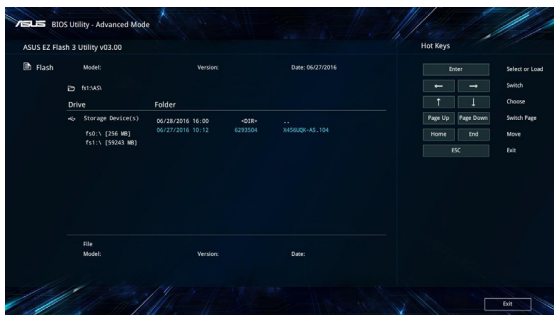 ASUS BIOS Utility - Advanced Mode
ASUS EZ Flash 3 Utility v03.00
Hot Keys
Flash Model: Version: Date: 06/27/2016
Enter Select or Load
fs1:\AS\
← → Switch
Drive Folder
↑ ↓ Choose
Storage Device(s) 06/28/2016 16:00 <DIR> ..
Page Up Page Down Switch Page
fs0:\ [256 MB] 06/27/2016 10:12 6293504 X456UQK-AS.104
Home End Move
fs1:\ [59243 MB]
ESC Exit
File
Model: Version: Date:
Exit